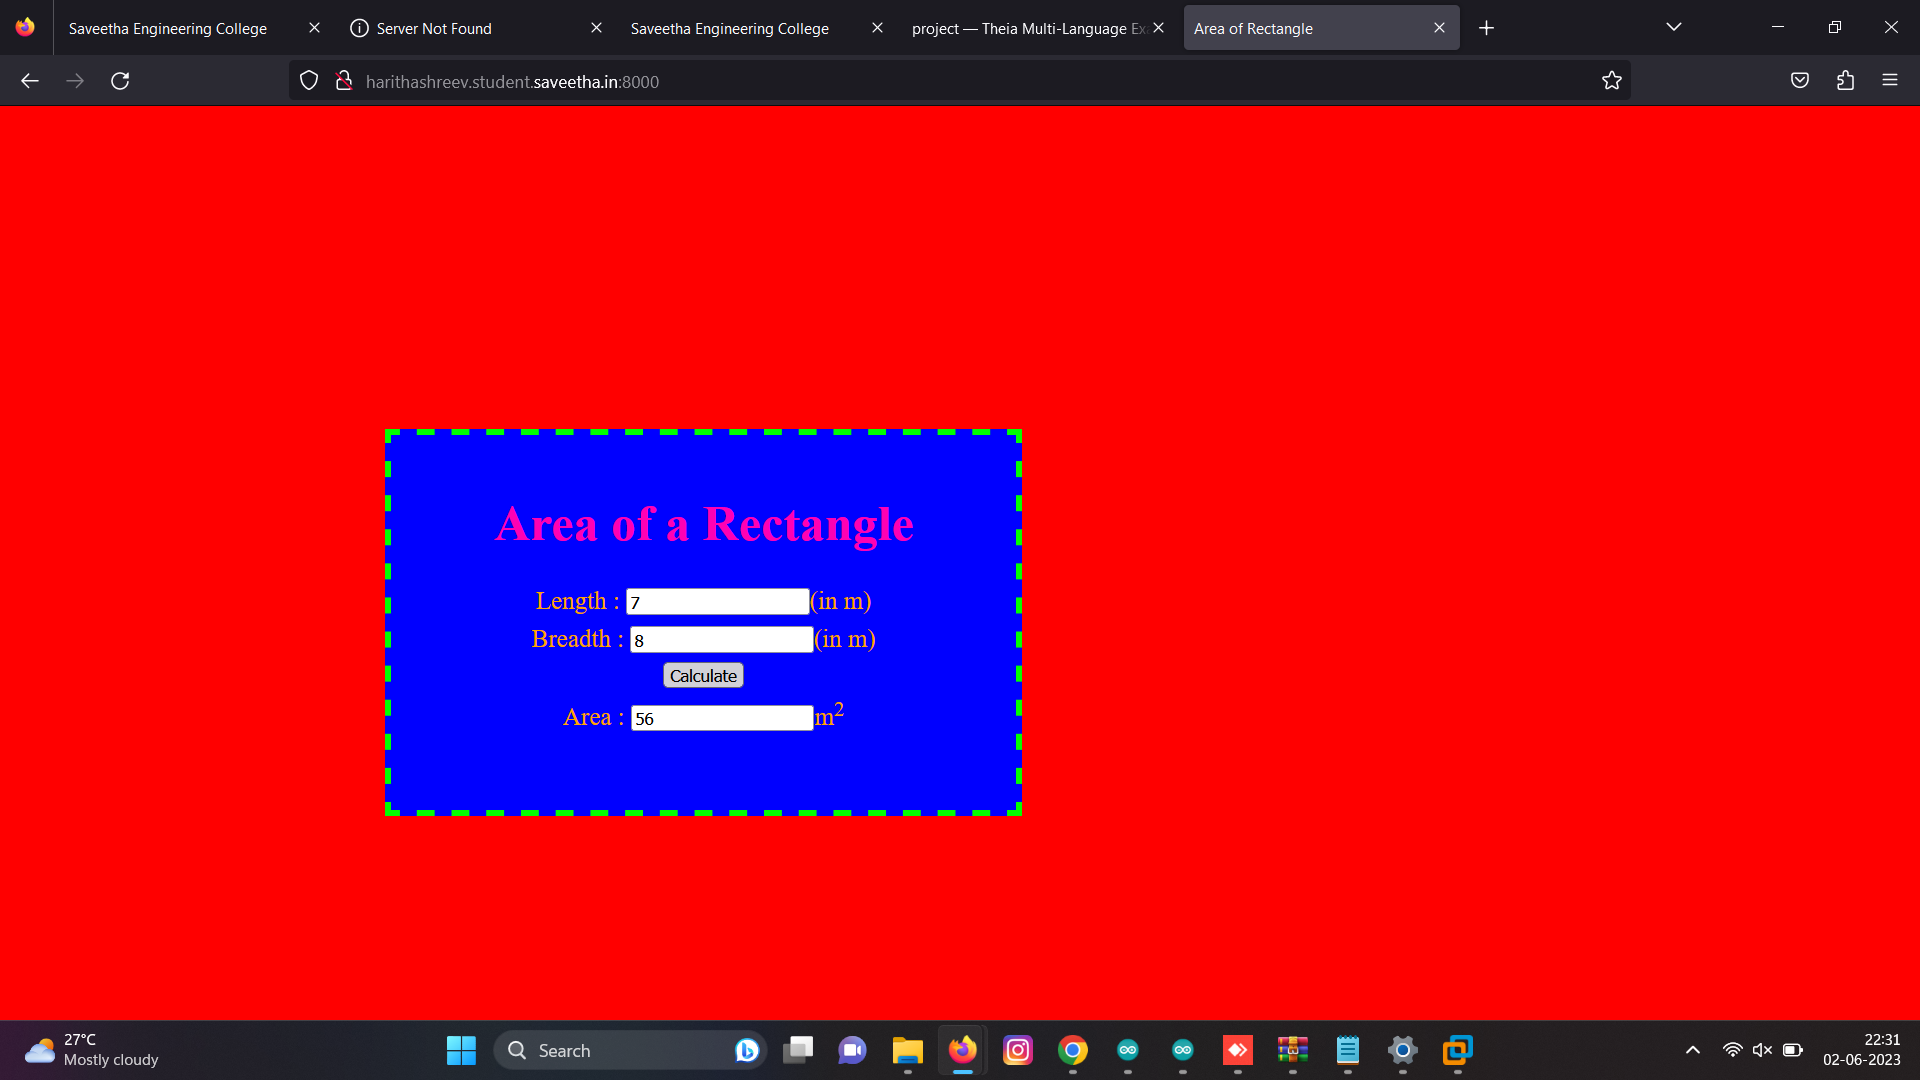 Saveetha Engineering College
Server Not Found
Saveetha Engineering College
project — Theia Multi-Language Ex
Area of Rectangle
harithashreev.student.saveetha.in:8000
Area of a Rectangle
Length : 7 (in m)
Breadth : 8 (in m)
Calculate
Area : 56 m²
27°C
Mostly cloudy
Search
22:31
02-06-2023